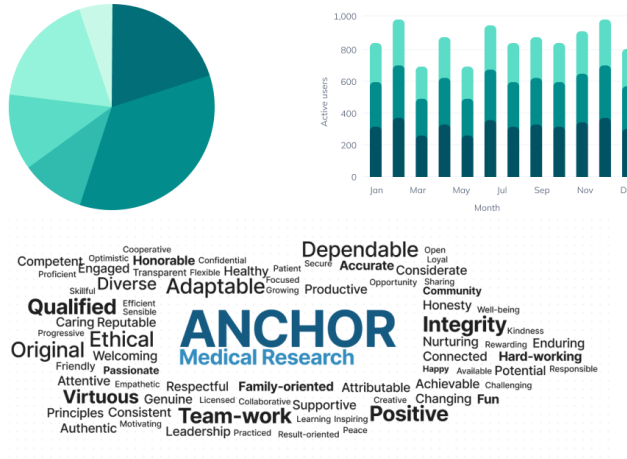 1,000
800
600
400
200
0
Active users
Jan Mar May Jul Sep Nov D
Month
Cooperative
Dependable Open
Competent Optimistic Honorable Confidential Loyal
Proficient Engaged Transparent Flexible Healthy Patient Secure Accurate Considerate
Skillful Diverse Adaptable Focused Growing Productive Opportunity Sharing Community
Qualified Efficient Sensible
Honesty Well-being
Caring Reputable
ANCHOR
Integrity Kindness
Progressive Ethical
Nurturing Rewarding Enduring
Original Welcoming
Medical Research
Connected Hard-working
Friendly Passionate
Happy Available Potential Responsible
Attentive Empathetic Respectful Family-oriented Attributable Achievable Challenging
Virtuous Genuine Licensed Collaborative Supportive Creative Changing Fun
Principles Consistent Team-work Learning Inspiring Positive
Authentic Motivating Leadership Practiced Result-oriented Peace